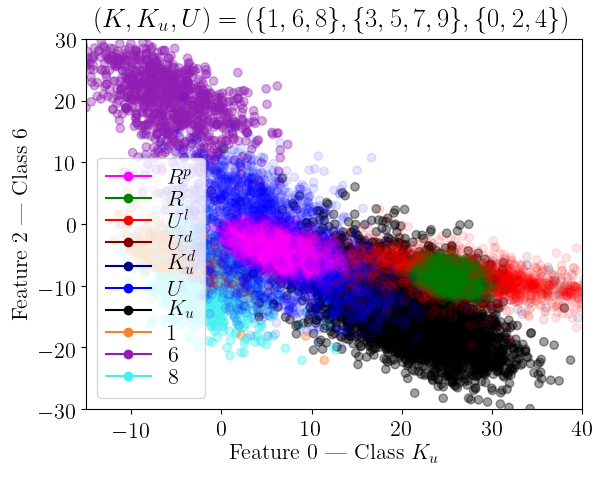 (K, K_u, U) = ({1, 6, 8}, {3, 5, 7, 9}, {0, 2, 4})
30
20
10
0
−10
−20
−30
Feature 2 — Class 6
R^p
R
U^l
U^d
K_u^d
U
K_u
1
6
8
−10 0 10 20 30 40
Feature 0 — Class K_u